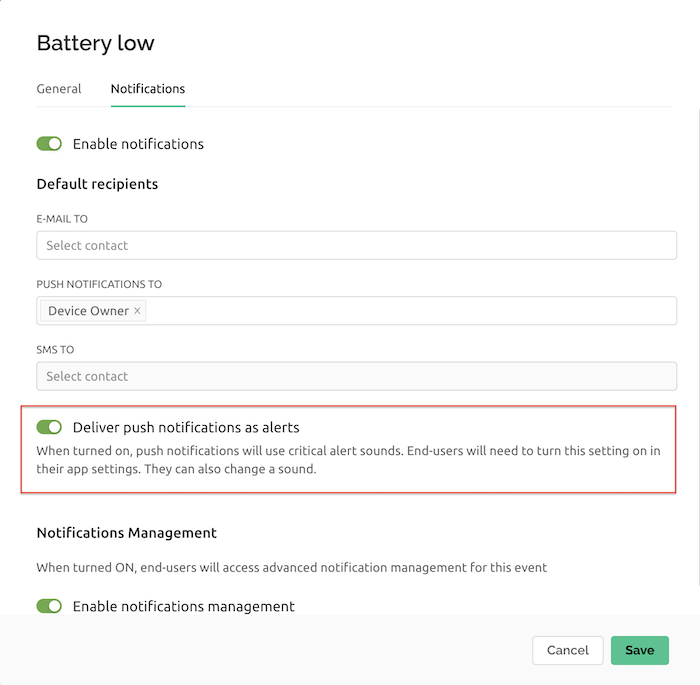 Battery low
General Notifications
Enable notifications
Default recipients
E-MAIL TO
Select contact
PUSH NOTIFICATIONS TO
Device Owner ×
SMS TO
Select contact
Deliver push notifications as alerts
When turned on, push notifications will use critical alert sounds. End-users will need to turn this setting on in
their app settings. They can also change a sound.
Notifications Management
When turned ON, end-users will access advanced notification management for this event
Enable notifications management
Cancel Save